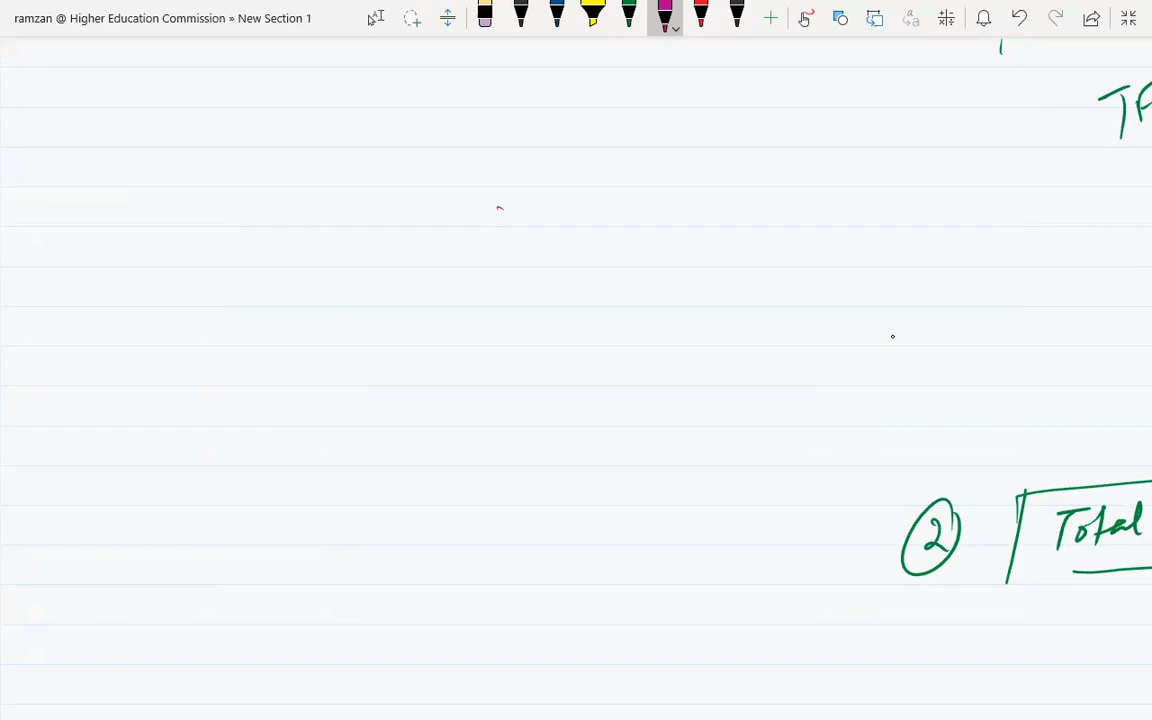 ramzan @ Higher Education Commission » New Section 1
② Total